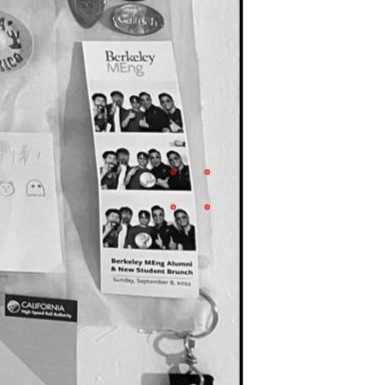 Berkeley
MEng
Berkeley MEng Alumni
& New Student Brunch
Sunday, September 8, 2024
CALIFORNIA
High-Speed Rail Authority